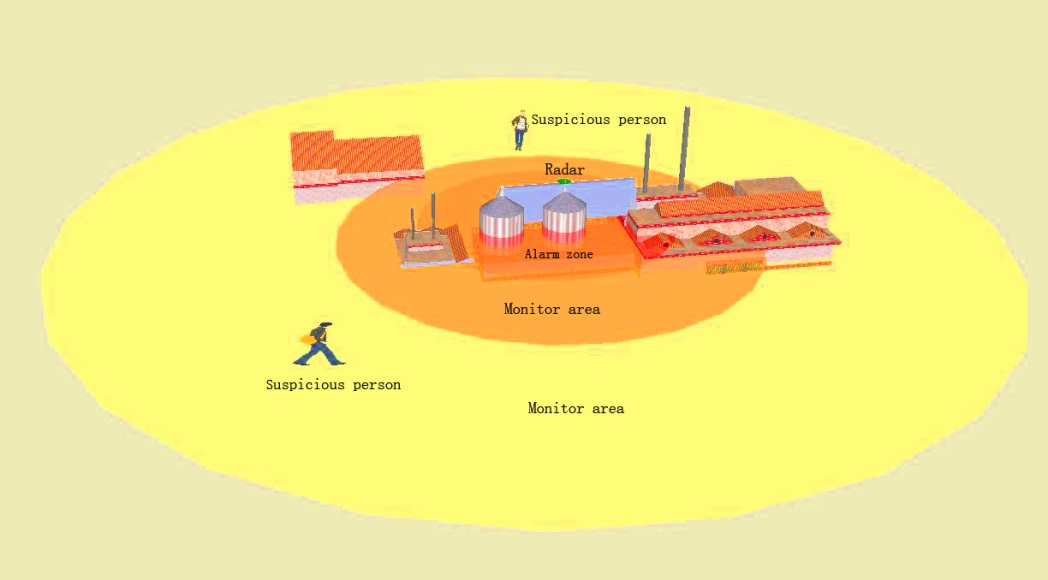 Suspicious person
Radar
Alarm zone
Monitor area
Suspicious person
Monitor area